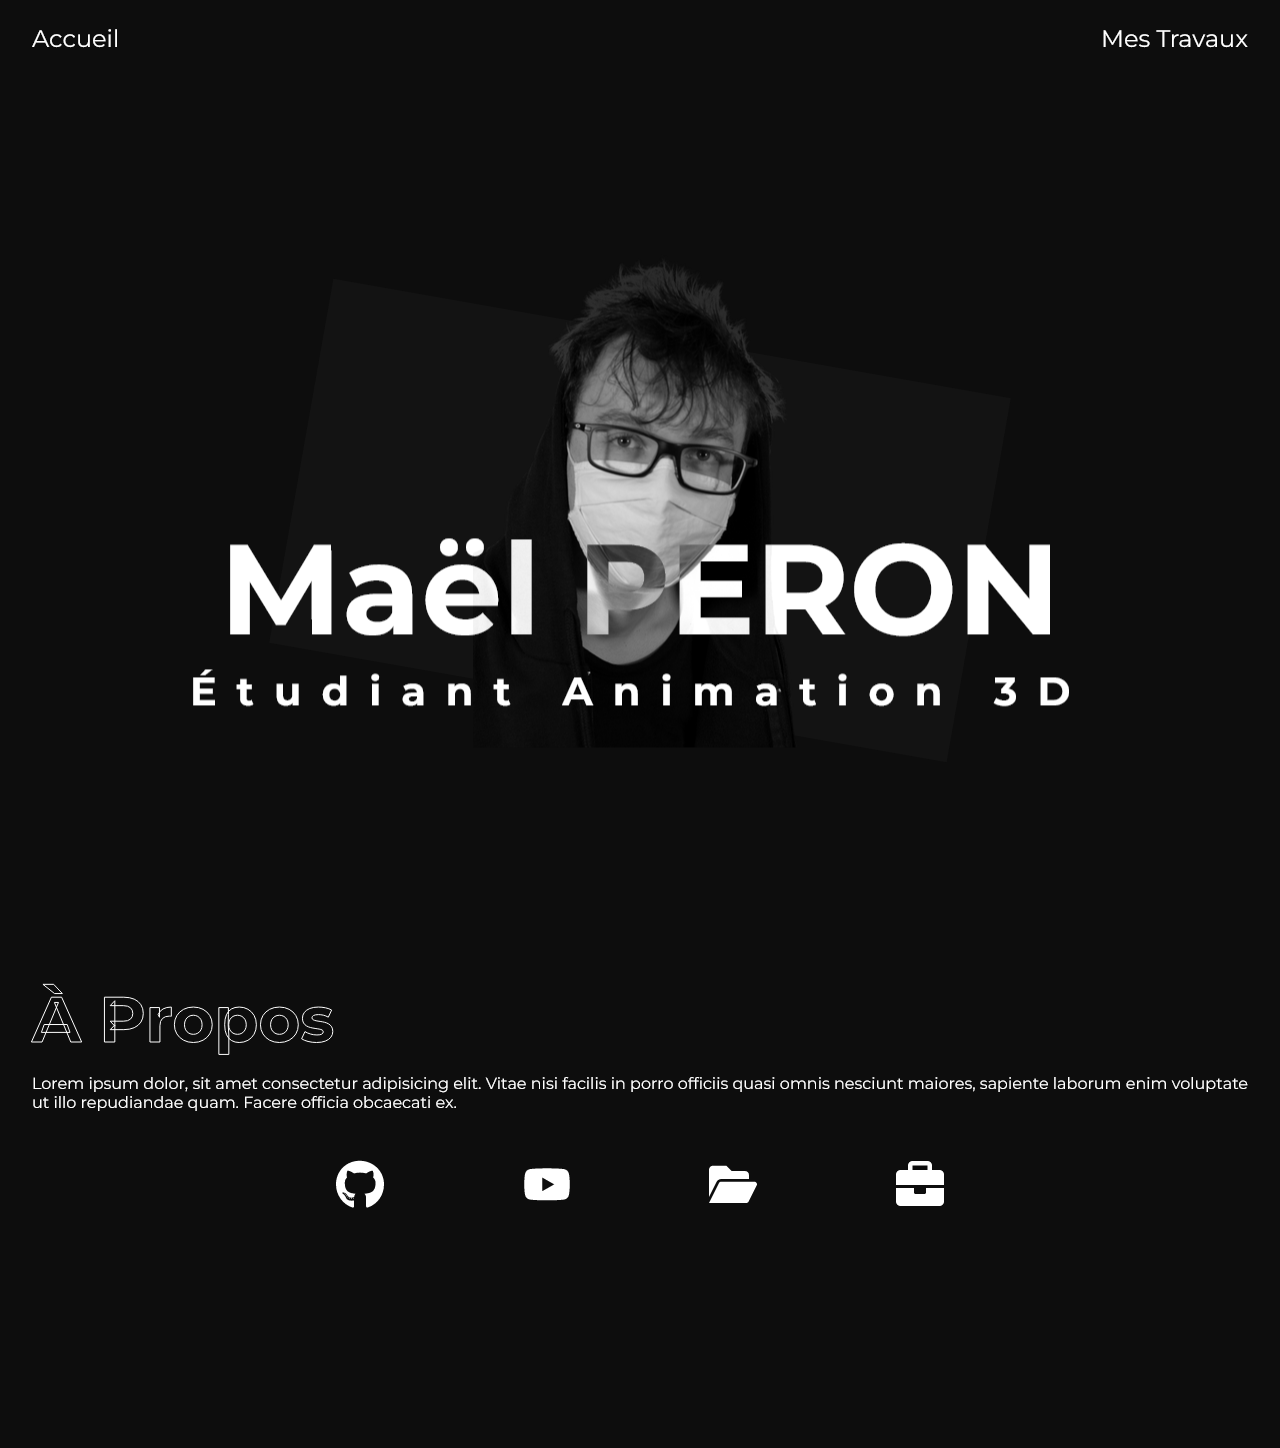 Accueil
Mes Travaux
Maël PERON
Étudiant Animation 3D
À Propos
Lorem ipsum dolor, sit amet consectetur adipisicing elit. Vitae nisi facilis in porro officiis quasi omnis nesciunt maiores, sapiente laborum enim voluptate
ut illo repudiandae quam. Facere officia obcaecati ex.